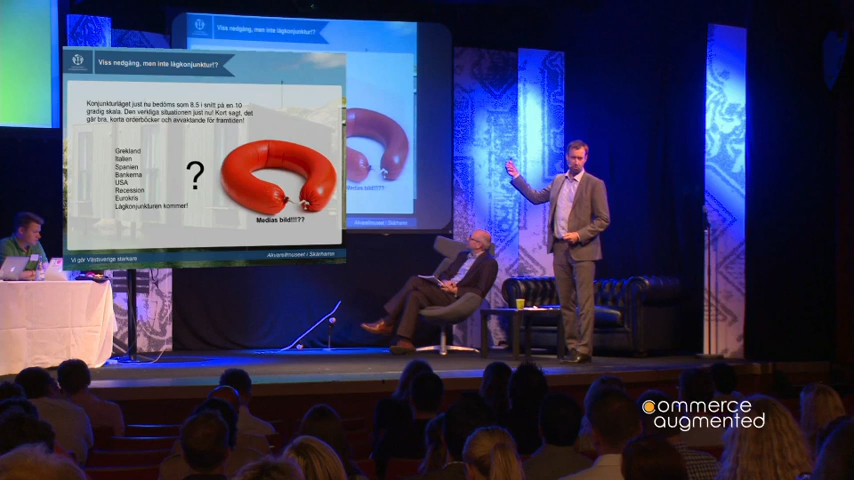 Viss nedgång, men inte lågkonjunktur!?
Viss nedgång, men inte lågkonjunktur!?
Konjunkturläget just nu bedöms som 8,5 i snitt på en 10
gradig skala. Den verkliga situationen just nu! Kort sagt, det
går bra, korta orderböcker och avvaktande för framtiden!
Grekland
Italien
Spanien
Bankerna
USA
Recession
Eurokris
Lågkonjunkturen kommer!
?
Medias bild!!!??
Vi gör Västsverige starkare
Akvarellmuseet i Skärhamn
commerce
augmented